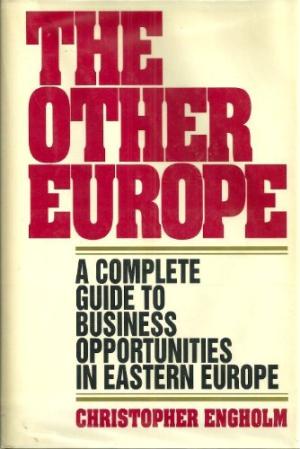 THE
OTHER
EUROPE
A COMPLETE
GUIDE TO
BUSINESS
OPPORTUNITIES
IN EASTERN EUROPE
CHRISTOPHER ENGHOLM